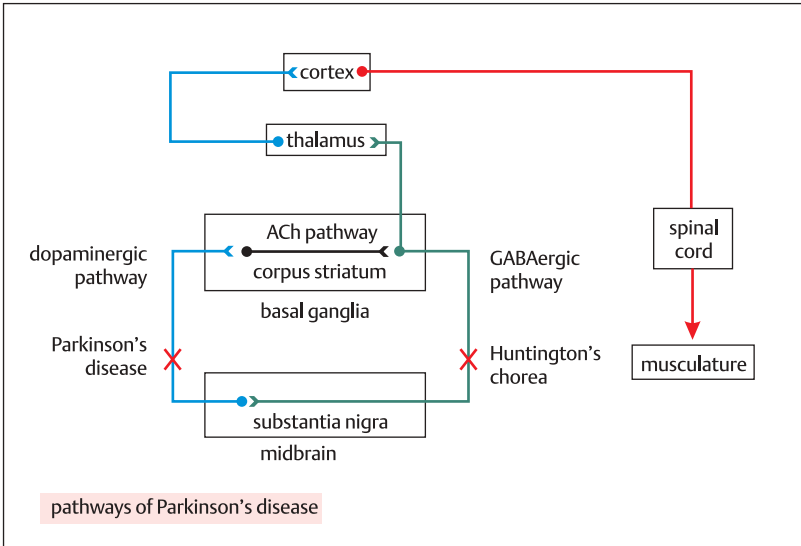 cortex
thalamus
ACh pathway
corpus striatum
basal ganglia
dopaminergic
pathway
GABAergic
pathway
spinal
cord
Parkinson's
disease
Huntington's
chorea
musculature
substantia nigra
midbrain
pathways of Parkinson's disease